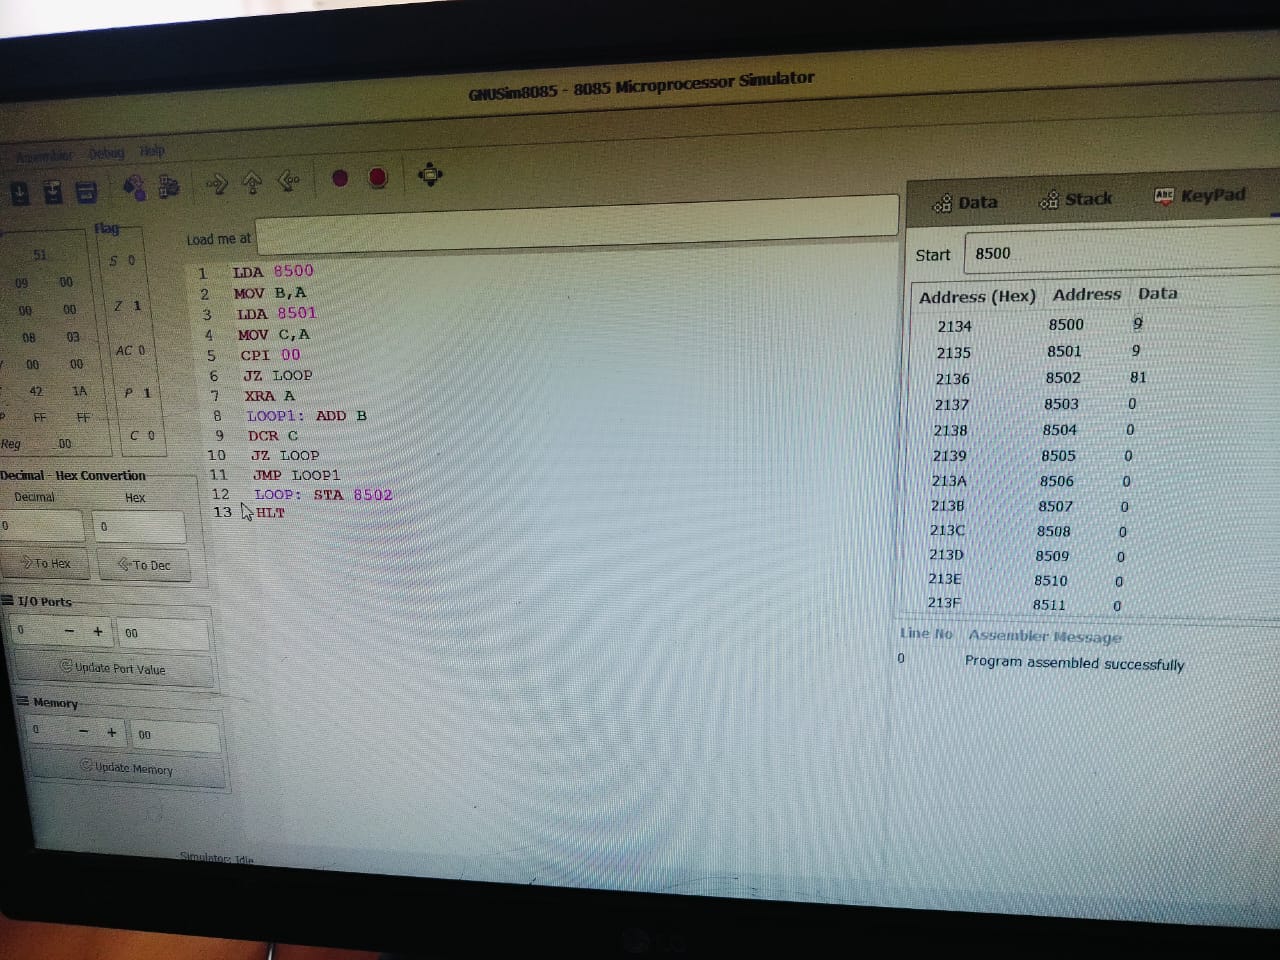 GNUSim8085 - 8085 Microprocessor Simulator
Assembler Debug Help
Data Stack Abc KeyPad
Flag
Load me at
Start 8500
51
09 00
00 00
08 03
00 00
42 1A
FF FF
Reg 00
S 0
Z 1
AC 0
P 1
C 0
1 LDA 8500
2 MOV B,A
3 LDA 8501
4 MOV C,A
5 CPI 00
6 JZ LOOP
7 XRA A
8 LOOP1: ADD B
9 DCR C
10 JZ LOOP
11 JMP LOOP1
12 LOOP: STA 8502
13 HLT
Address (Hex) Address Data
2134 8500 9
2135 8501 9
2136 8502 81
2137 8503 0
2138 8504 0
2139 8505 0
213A 8506 0
213B 8507 0
213C 8508 0
213D 8509 0
213E 8510 0
213F 8511 0
Line No Assembler Message
0 Program assembled successfully
Decimal - Hex Convertion
Decimal Hex
0 0
To Hex To Dec
I/O Ports
0 − + 00
Update Port Value
Memory
0 − + 00
Update Memory
Simulator: Idle